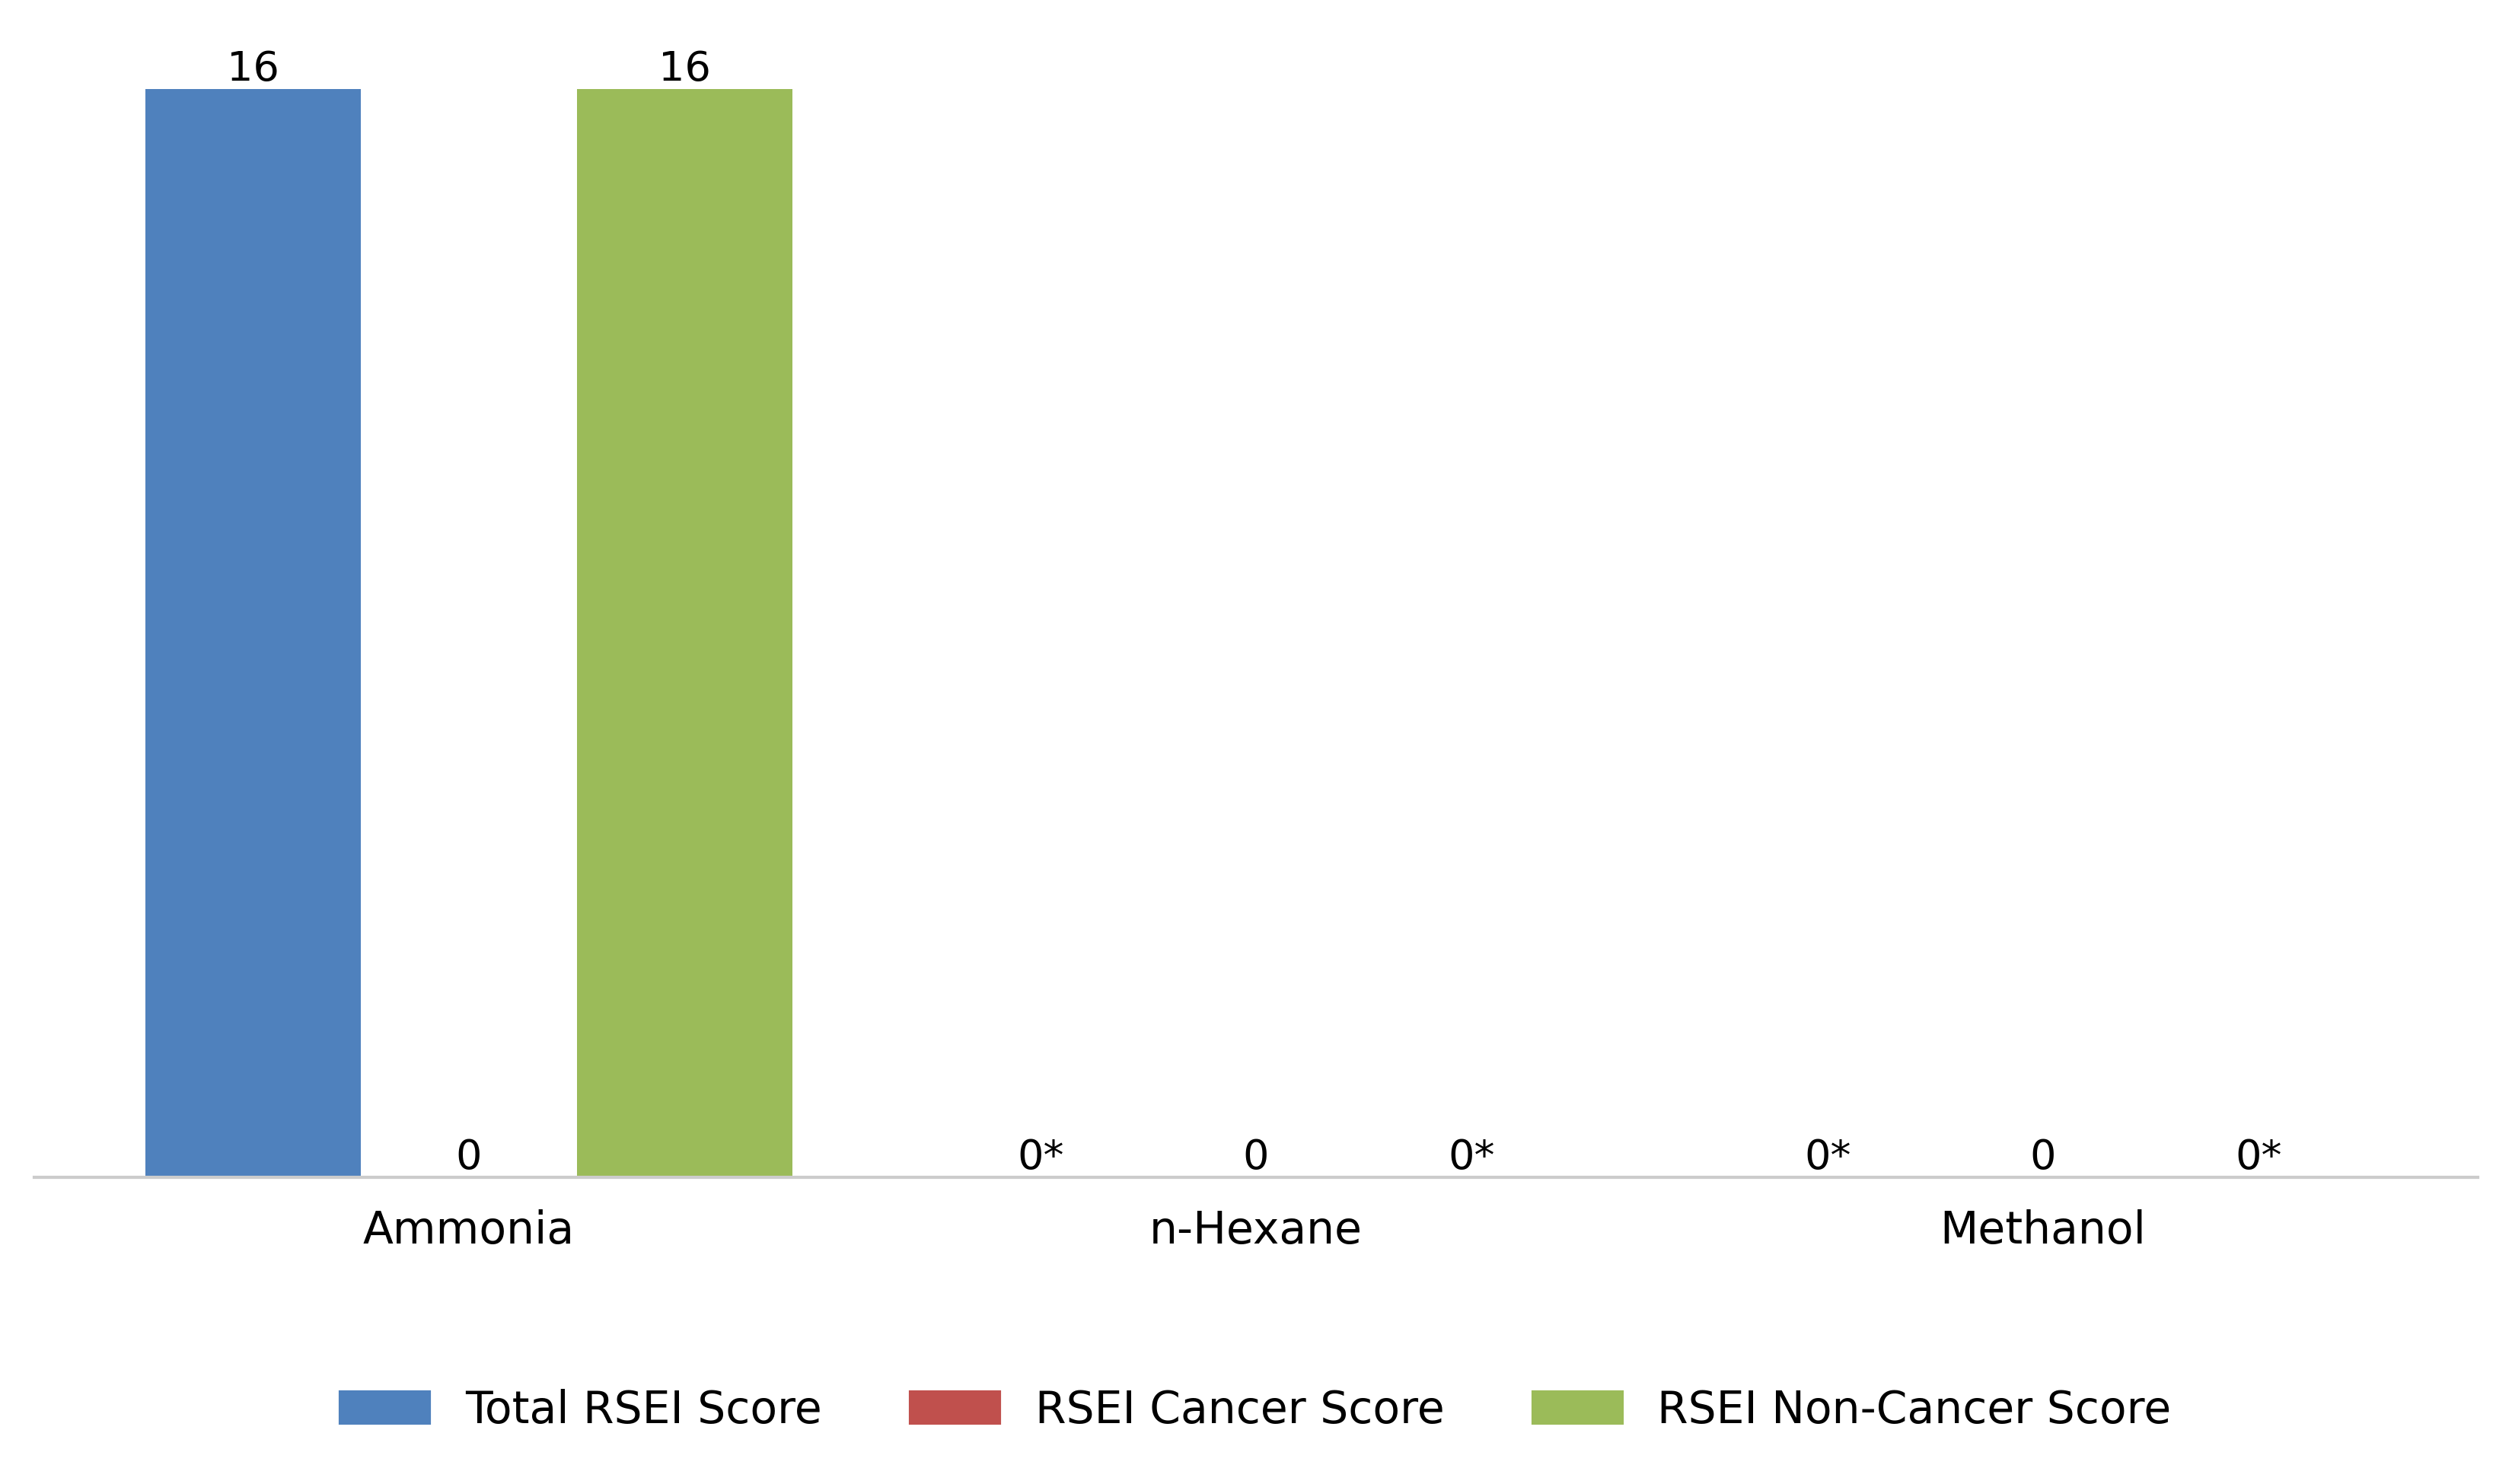 16 16
0 0* 0 0* 0* 0 0*
Ammonia n-Hexane Methanol
Total RSEI Score RSEI Cancer Score RSEI Non-Cancer Score